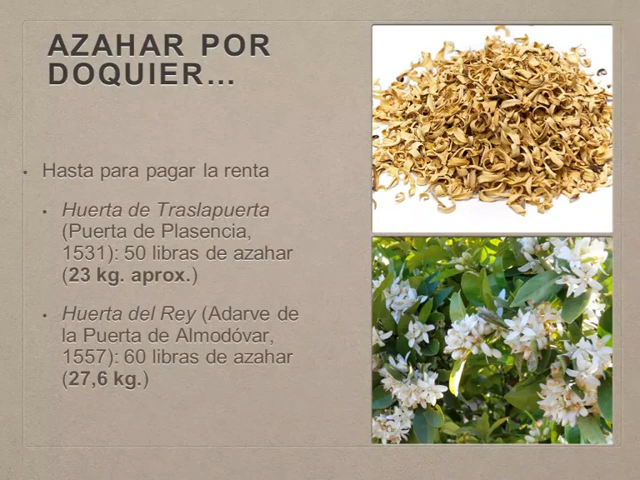 AZAHAR POR
DOQUIER...
• Hasta para pagar la renta
• Huerta de Traslapuerta
(Puerta de Plasencia,
1531): 50 libras de azahar
(23 kg. aprox.)
• Huerta del Rey (Adarve de
la Puerta de Almodóvar,
1557): 60 libras de azahar
(27,6 kg.)